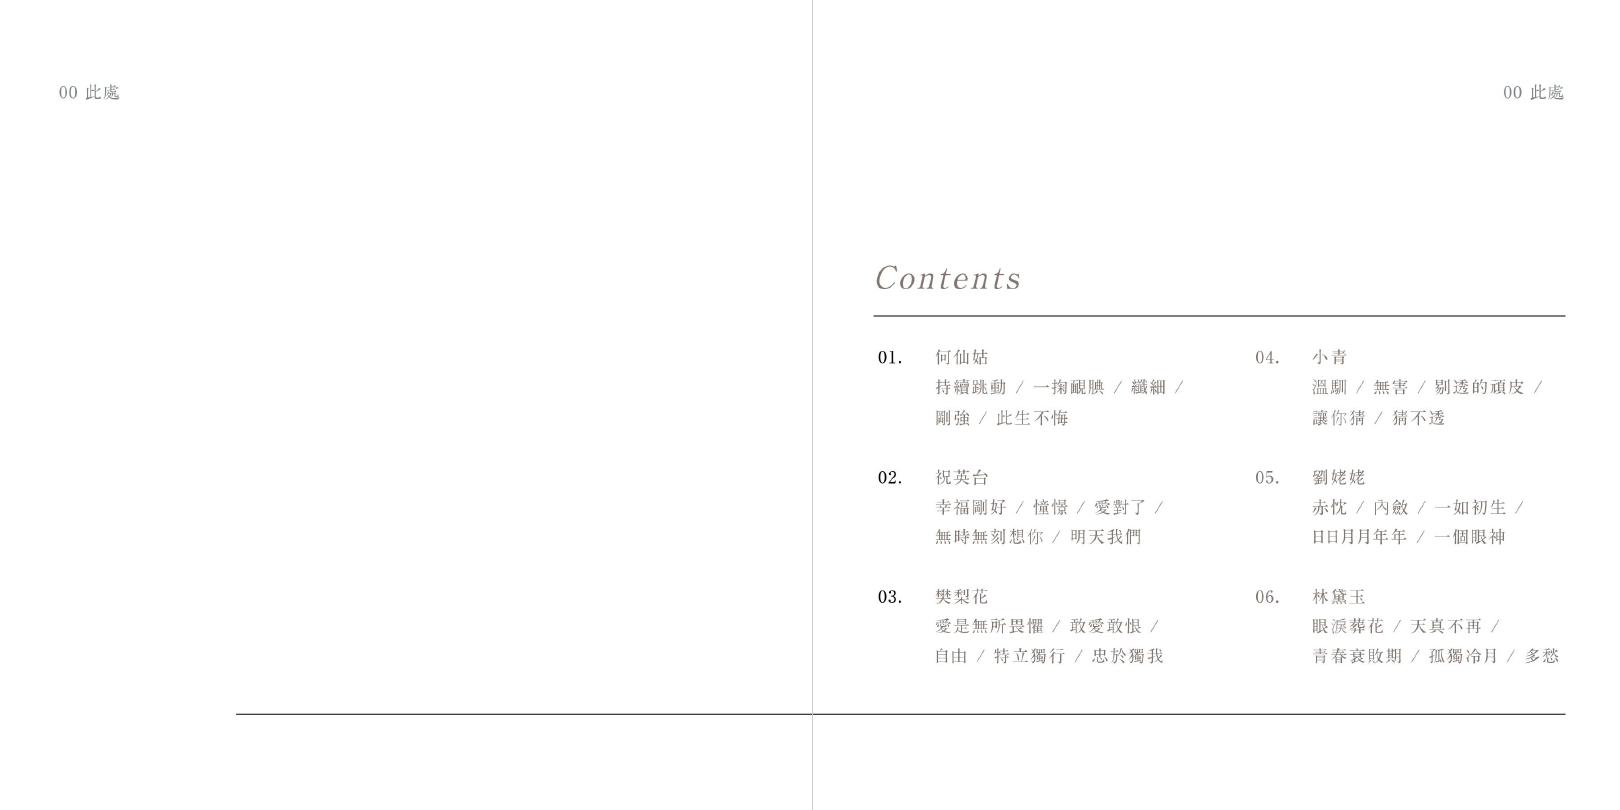 00 此處
00 此處
Contents
01. 何仙姑
持續跳動 / 一掬靦腆 / 纖細 /
剛強 / 此生不悔
02. 祝英台
幸福剛好 / 憧憬 / 愛對了 /
無時無刻想你 / 明天我們
03. 樊梨花
愛是無所畏懼 / 敢愛敢恨 /
自由 / 特立獨行 / 忠於獨我
04. 小青
溫馴 / 無害 / 剔透的頑皮 /
讓你猜 / 猜不透
05. 劉姥姥
赤忱 / 內斂 / 一如初生 /
日日月月年年 / 一個眼神
06. 林黛玉
眼淚葬花 / 天真不再 /
青春衰敗期 / 孤獨冷月 / 多愁